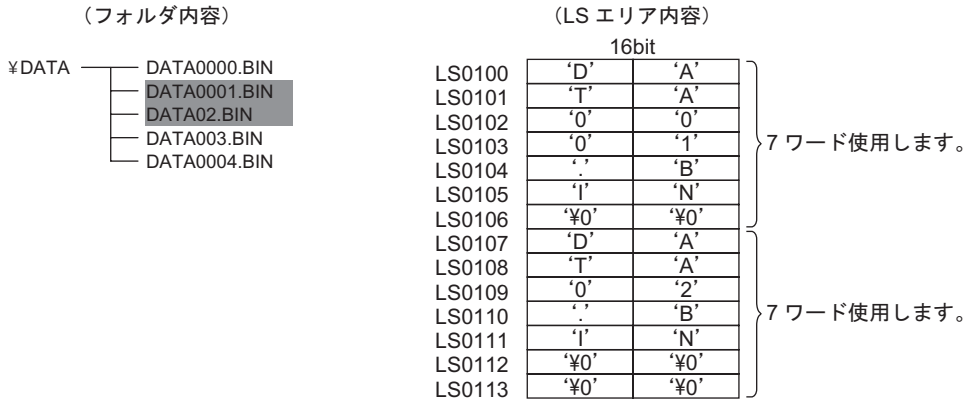 （フォルダ内容）
¥DATA
DATA0000.BIN
DATA0001.BIN
DATA02.BIN
DATA003.BIN
DATA0004.BIN
（LS エリア内容）
16bit
LS0100 ‘D’ ‘A’
LS0101 ‘T’ ‘A’
LS0102 ‘0’ ‘0’
LS0103 ‘0’ ‘1’
LS0104 ‘.’ ‘B’
LS0105 ‘I’ ‘N’
LS0106 ‘¥0’ ‘¥0’
7 ワード使用します。
LS0107 ‘D’ ‘A’
LS0108 ‘T’ ‘A’
LS0109 ‘0’ ‘2’
LS0110 ‘.’ ‘B’
LS0111 ‘I’ ‘N’
LS0112 ‘¥0’ ‘¥0’
LS0113 ‘¥0’ ‘¥0’
7 ワード使用します。